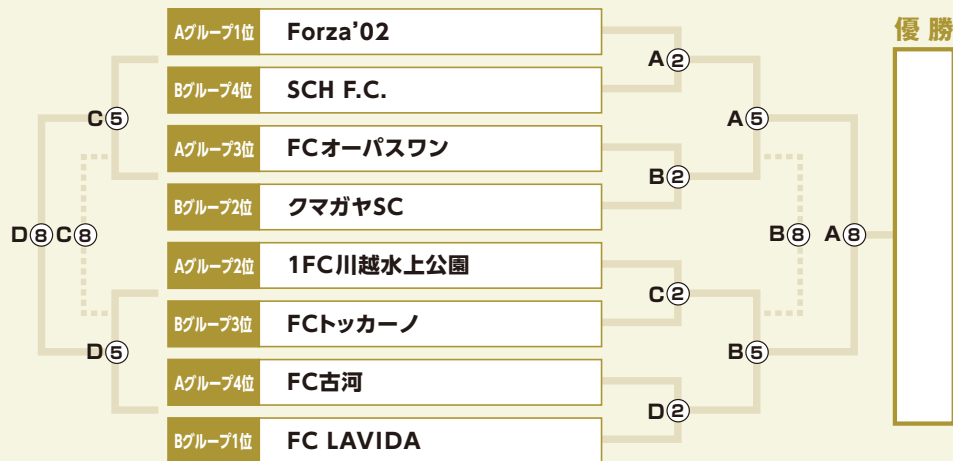 優勝
Aグループ1位 Forza’02
A②
Bグループ4位 SCH F.C.
C⑤
A⑤
Aグループ3位 FCオーパスワン
B②
Bグループ2位 クマガヤSC
D⑧ C⑧
B⑧ A⑧
Aグループ2位 1FC川越水上公園
C②
Bグループ3位 FCトッカーノ
D⑤
B⑤
Aグループ4位 FC古河
D②
Bグループ1位 FC LAVIDA